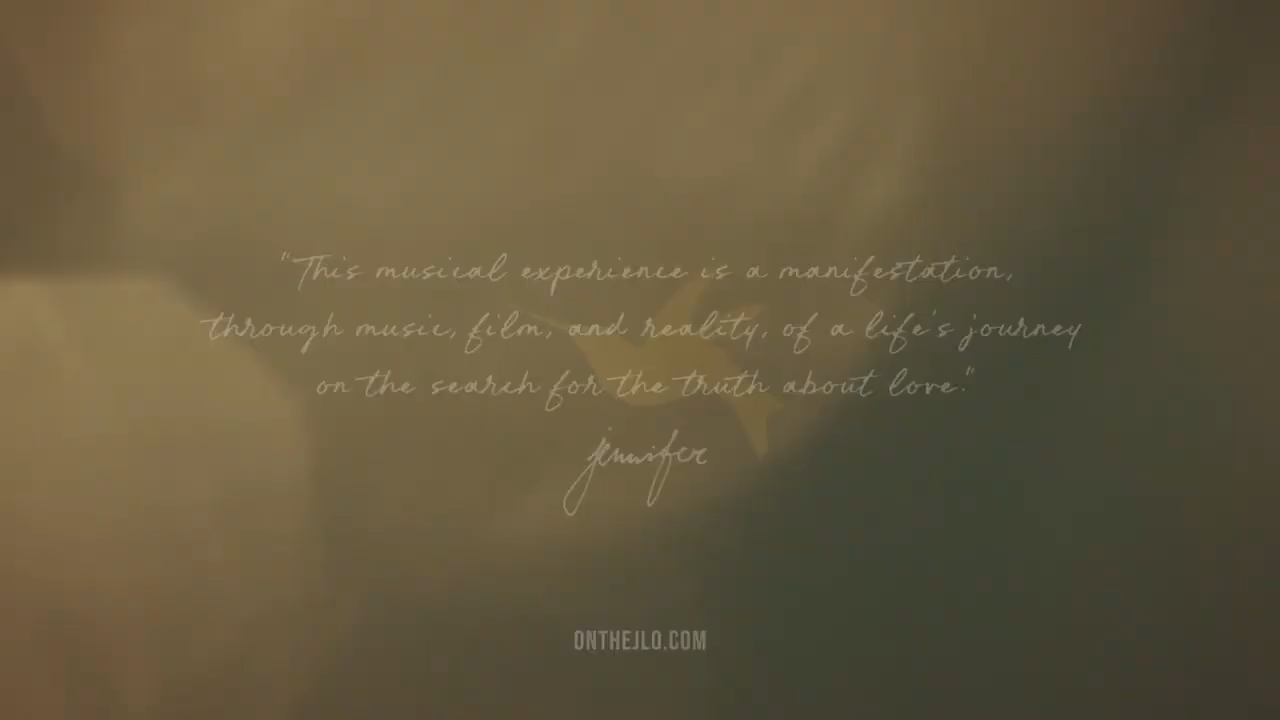 "This musical experience is a manifestation,
through music, film, and reality, of a life's journey
on the search for the truth about love."
jennifer
ONTHEJLO.COM